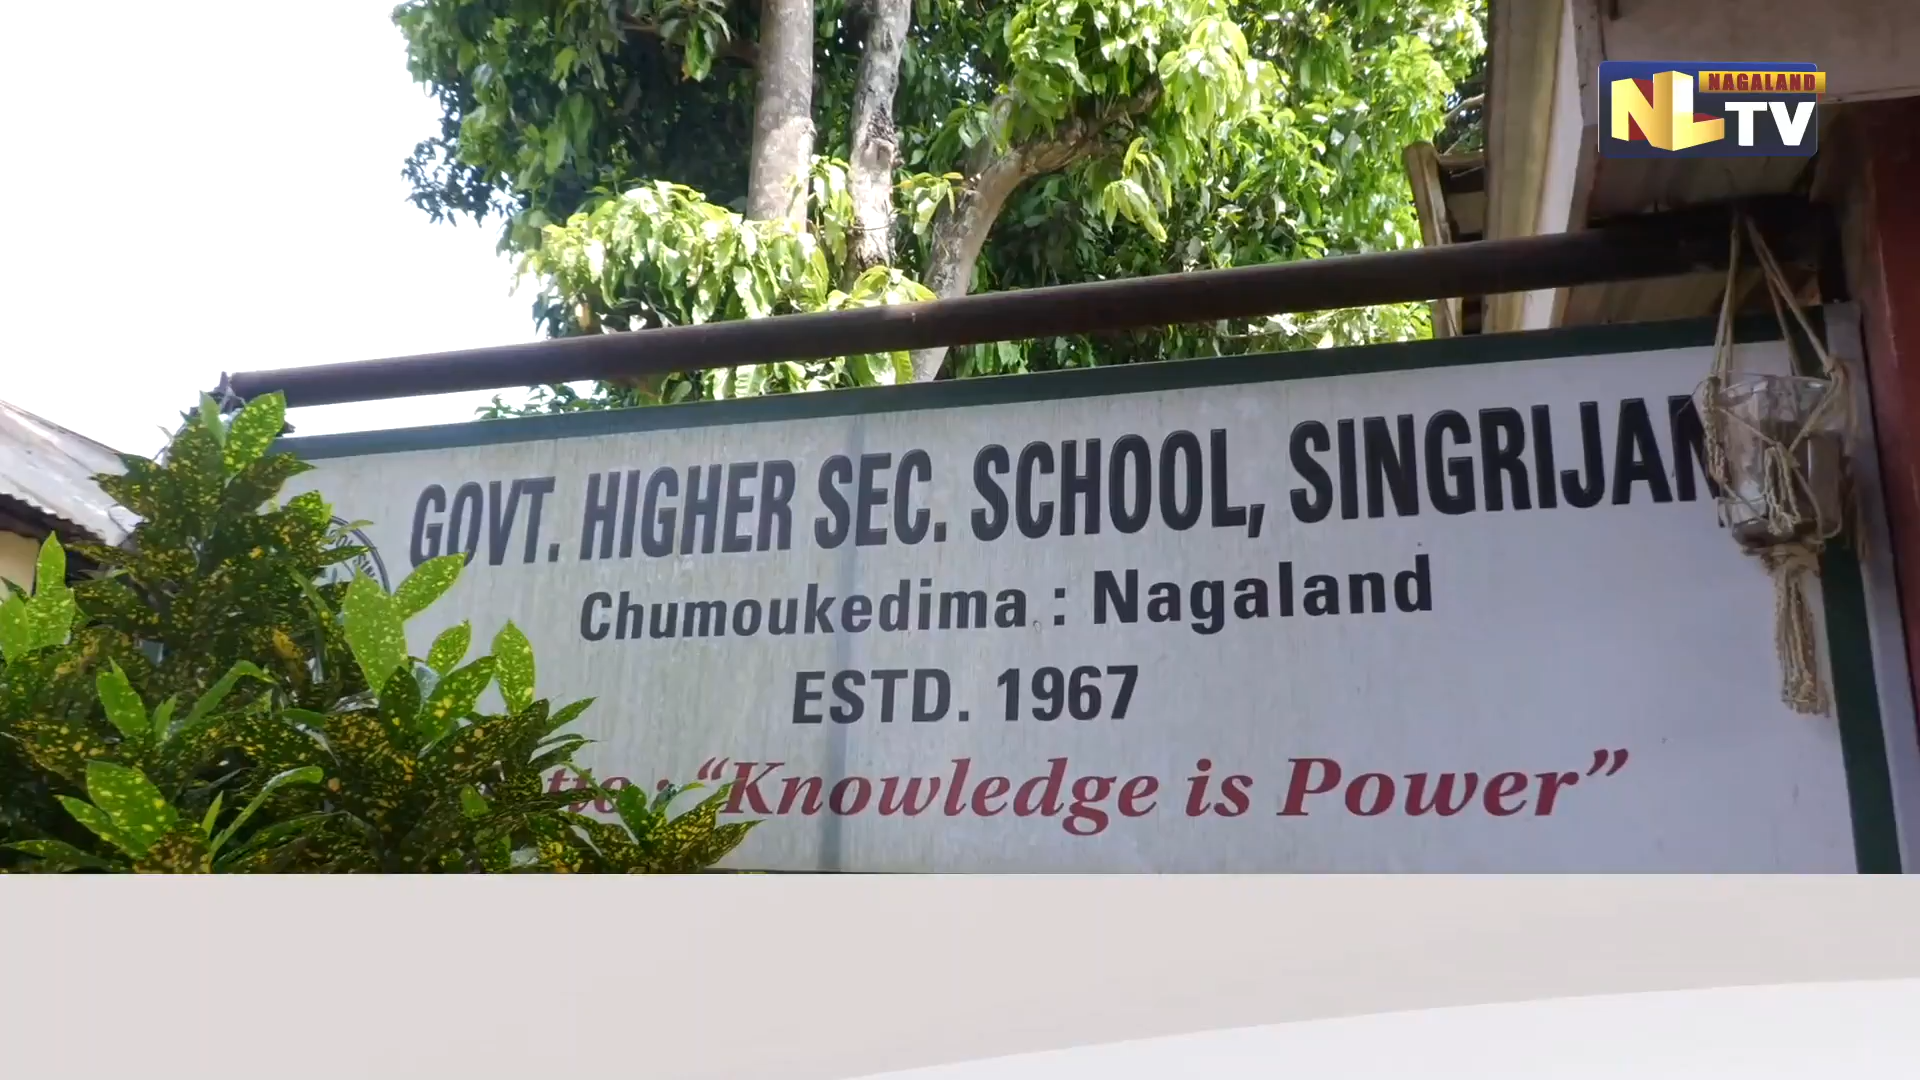 NL NAGALAND TV
GOVT. HIGHER SEC. SCHOOL, SINGRIJAN
Chumoukedima : Nagaland
ESTD. 1967
"Knowledge is Power"